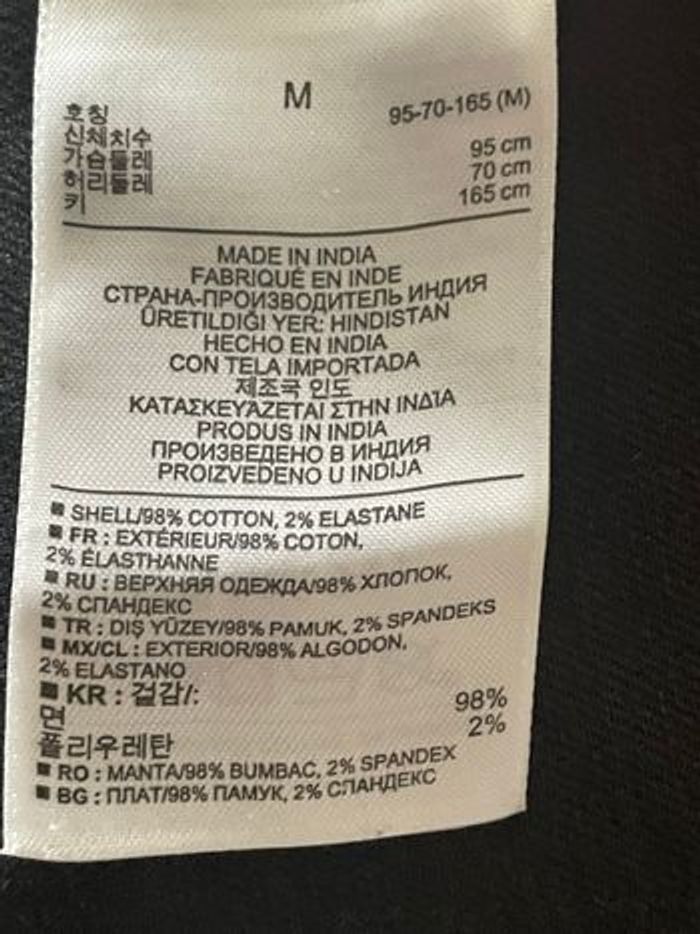 M
호칭 95-70-165 (M)
신체치수
가슴둘레 95 cm
허리둘레 70 cm
키 165 cm
MADE IN INDIA
FABRIQUÉ EN INDE
СТРАНА-ПРОИЗВОДИТЕЛЬ ИНДИЯ
ÜRETILDIĞI YER: HINDISTAN
HECHO EN INDIA
CON TELA IMPORTADA
제조국 인도
ΚΑΤΑΣΚΕΥΆΖΕΤΑΙ ΣΤΗΝ ΙΝΔΊΑ
PRODUS IN INDIA
ПРОИЗВЕДЕНО В ИНДИЯ
PROIZVEDENO U INDIJA
■ SHELL/98% COTTON, 2% ELASTANE
■ FR : EXTÉRIEUR/98% COTON,
2% ÉLASTHANNE
■ RU : ВЕРХНЯЯ ОДЕЖДА/98% ХЛОПОК,
2% СПАНДЕКС
■ TR : DIŞ YÜZEY/98% PAMUK, 2% SPANDEKS
■ MX/CL : EXTERIOR/98% ALGODON,
2% ELASTANO
■ KR : 겉감/:
면 98%
폴리우레탄 2%
■ RO : MANTA/98% BUMBAC, 2% SPANDEX
■ BG : ПЛАТ/98% ПАМУК, 2% СПАНДЕКС